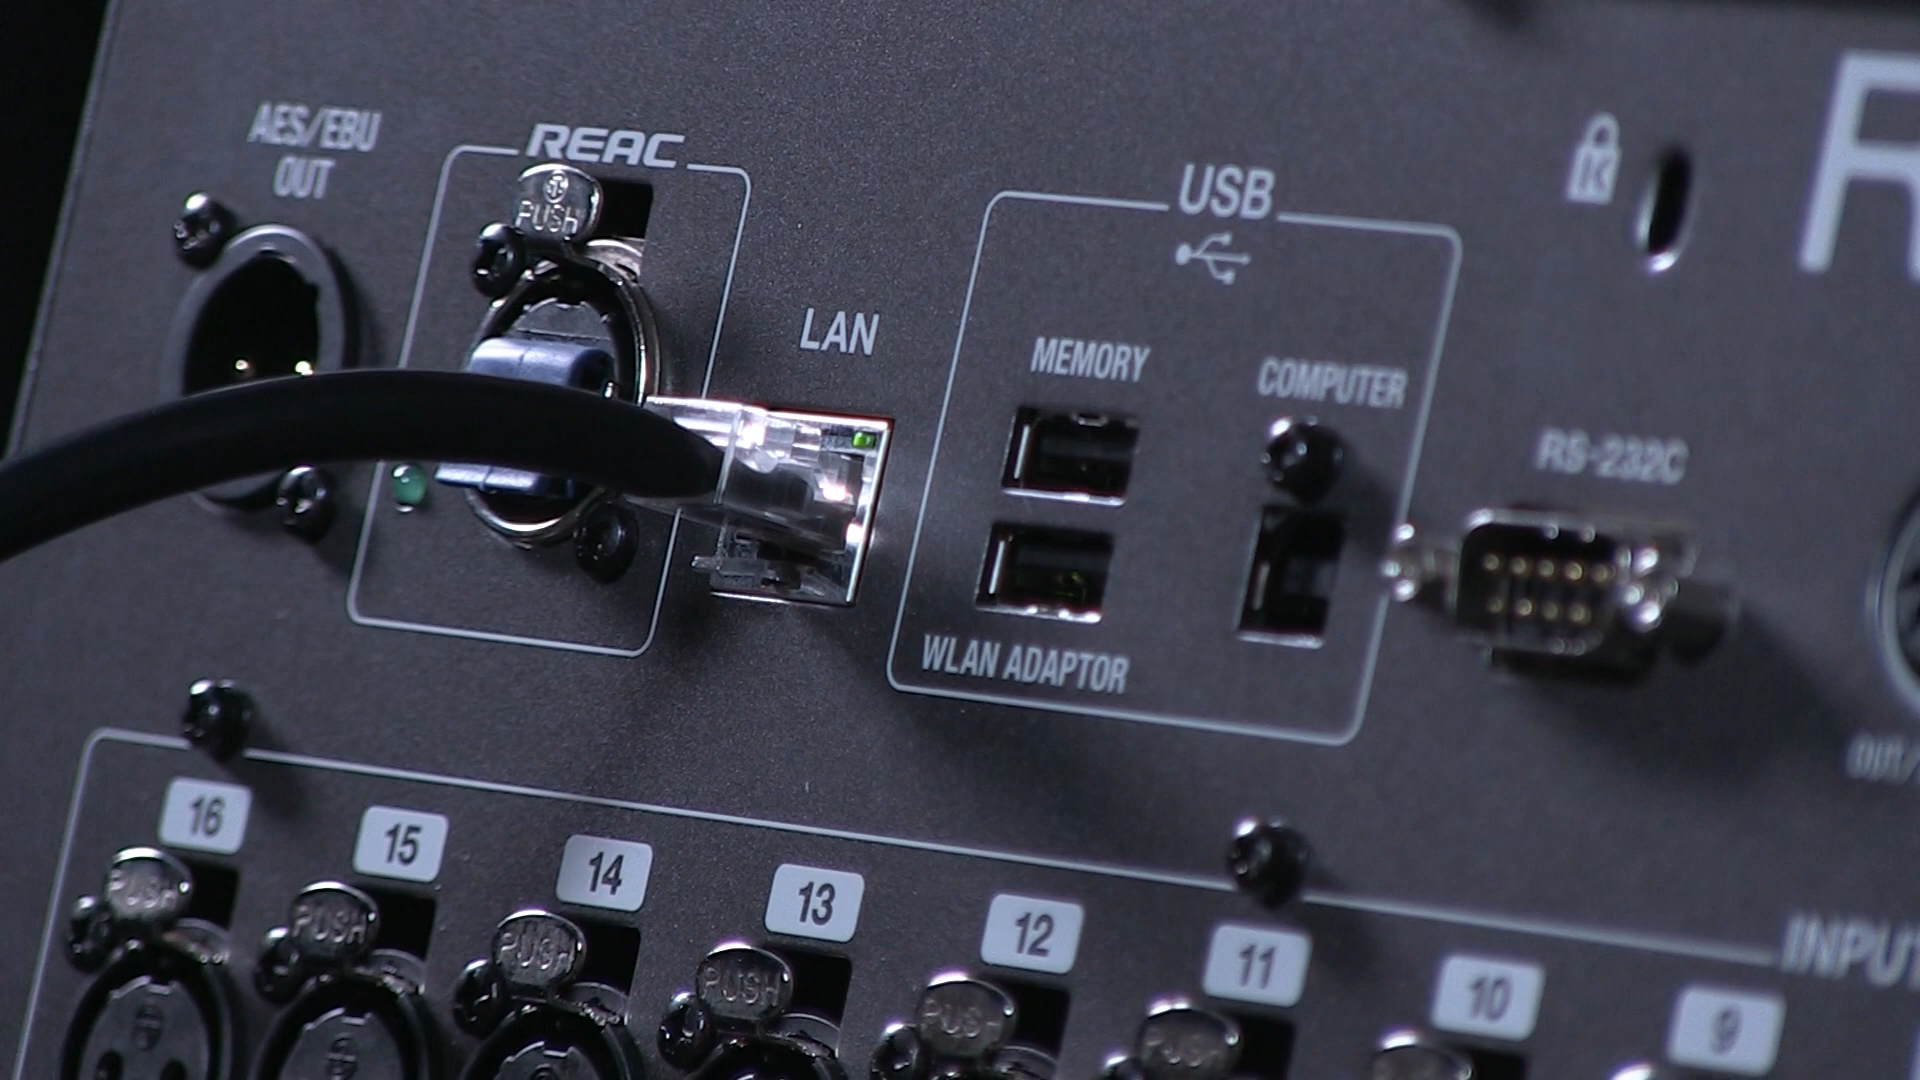 AES/EBU
OUT
REAC
PUSH
LAN
USB
MEMORY
COMPUTER
WLAN ADAPTOR
K
RS-232C
R
out/
16
15
14
13
12
11
10
9
INPUT
PUSH
PUSH
PUSH
PUSH
PUSH
PUSH